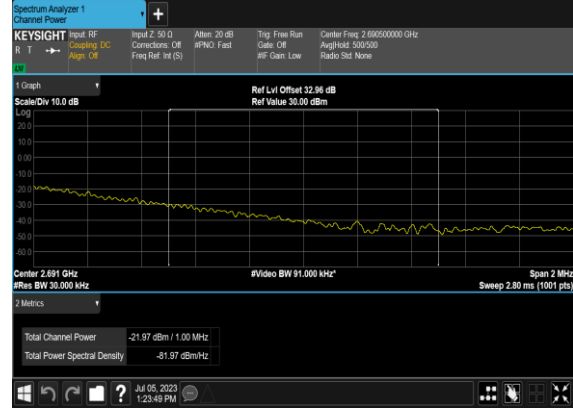 Spectrum Analyzer 1
Channel Power
+
KEYSIGHT
R T
LXI
Input: RF
Coupling: DC
Align: Off
Input Z: 50 Ω
Corrections: Off
Freq Ref: Int (S)
Atten: 20 dB
#PNO: Fast
Trig: Free Run
Gate: Off
#IF Gain: Low
Center Freq: 2.690500000 GHz
Avg|Hold: 500/500
Radio Std: None
1 Graph
Scale/Div 10.0 dB
Ref Lvl Offset 32.96 dB
Ref Value 30.00 dBm
Log
20.0
10.0
0.00
-10.0
-20.0
-30.0
-40.0
-50.0
-60.0
Center 2.691 GHz
#Res BW 30.000 kHz
#Video BW 91.000 kHz*
Span 2 MHz
Sweep 2.80 ms (1001 pts)
2 Metrics
Total Channel Power -21.97 dBm / 1.00 MHz
Total Power Spectral Density -81.97 dBm/Hz
?
Jul 05, 2023
1:23:49 PM